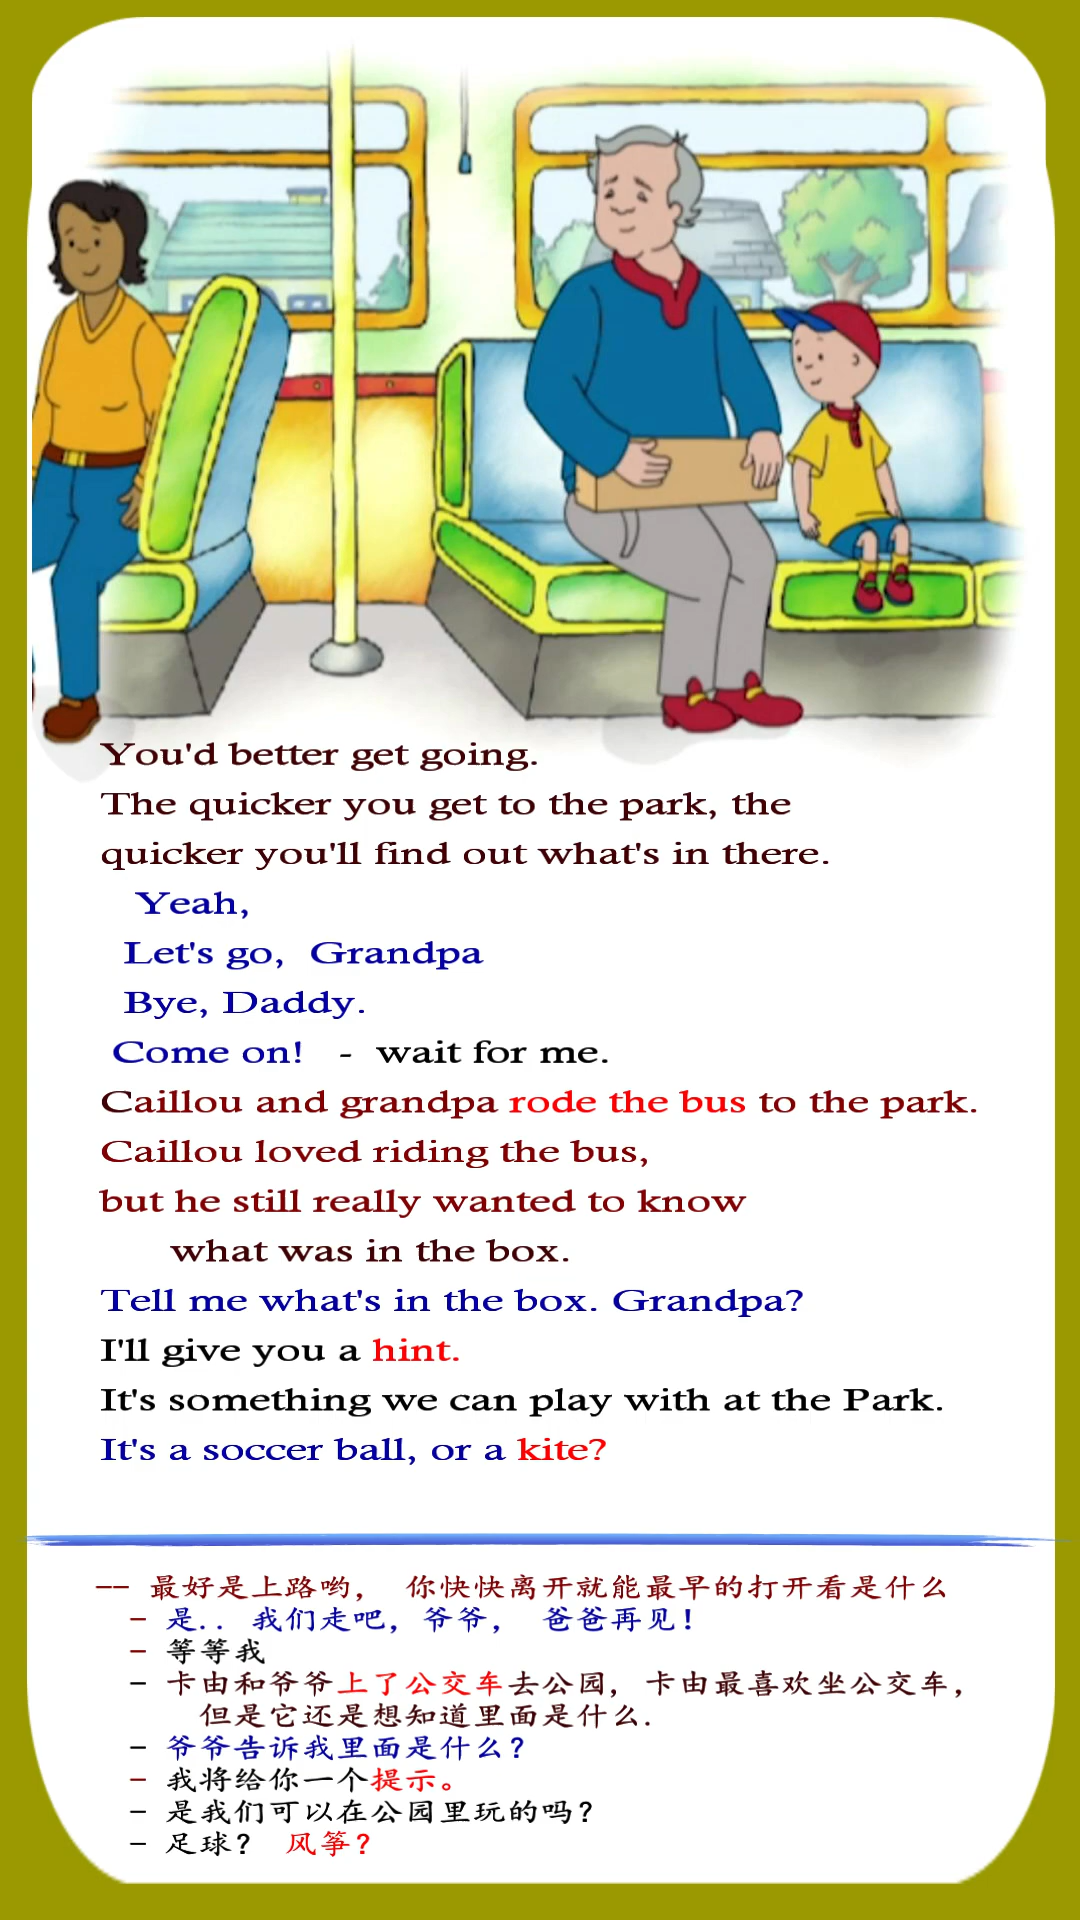 You'd better get going.
The quicker you get to the park, the
quicker you'll find out what's in there.
Yeah,
Let's go, Grandpa
Bye, Daddy.
Come on! - wait for me.
Caillou and grandpa rode the bus to the park.
Caillou loved riding the bus,
but he still really wanted to know
what was in the box.
Tell me what's in the box. Grandpa?
I'll give you a hint.
It's something we can play with at the Park.
It's a soccer ball, or a kite?
-- 最好是上路哟, 你快快离开就能最早的打开看是什么
- 是.. 我们走吧, 爷爷, 爸爸再见!
- 等等我
- 卡由和爷爷上了公交车去公园, 卡由最喜欢坐公交车,
但是它还是想知道里面是什么.
- 爷爷告诉我里面是什么?
- 我将给你一个提示。
- 是我们可以在公园里玩的吗?
- 足球? 风筝?